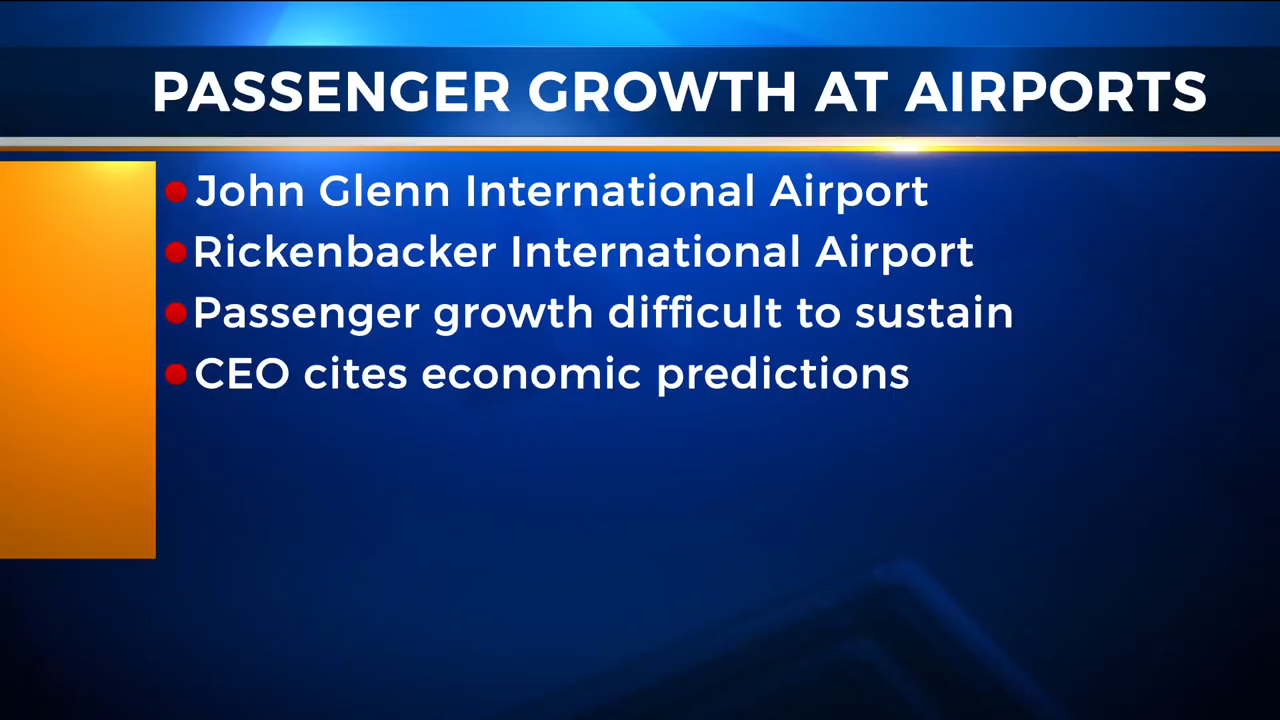 PASSENGER GROWTH AT AIRPORTS
John Glenn International Airport
Rickenbacker International Airport
Passenger growth difficult to sustain
CEO cites economic predictions